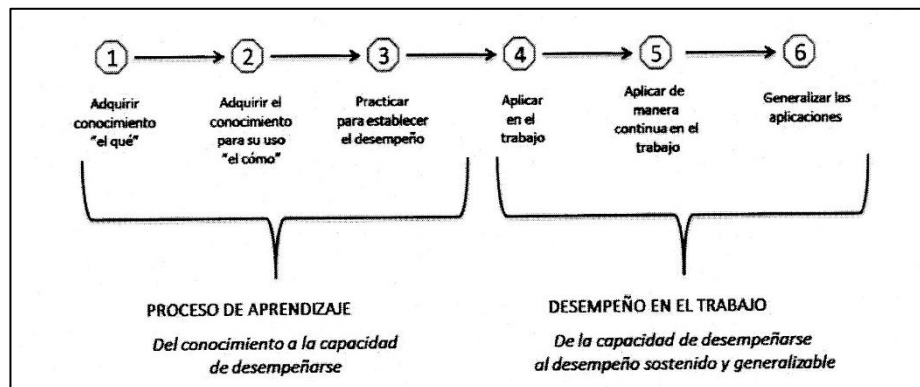 1
2
3
4
5
6
Adquirir
conocimiento
"el qué"
Adquirir el
conocimiento
para su uso
"el cómo"
Practicar
para establecer
el desempeño
Aplicar
en el
trabajo
Aplicar de
manera
continua en el
trabajo
Generalizar las
aplicaciones
PROCESO DE APRENDIZAJE
Del conocimiento a la capacidad
de desempeñarse
DESEMPEÑO EN EL TRABAJO
De la capacidad de desempeñarse
al desempeño sostenido y generalizable